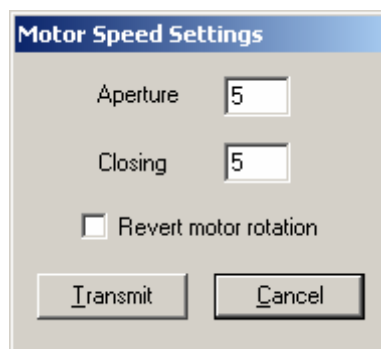 Motor Speed Settings
Aperture 5
Closing 5
Revert motor rotation
Transmit Cancel